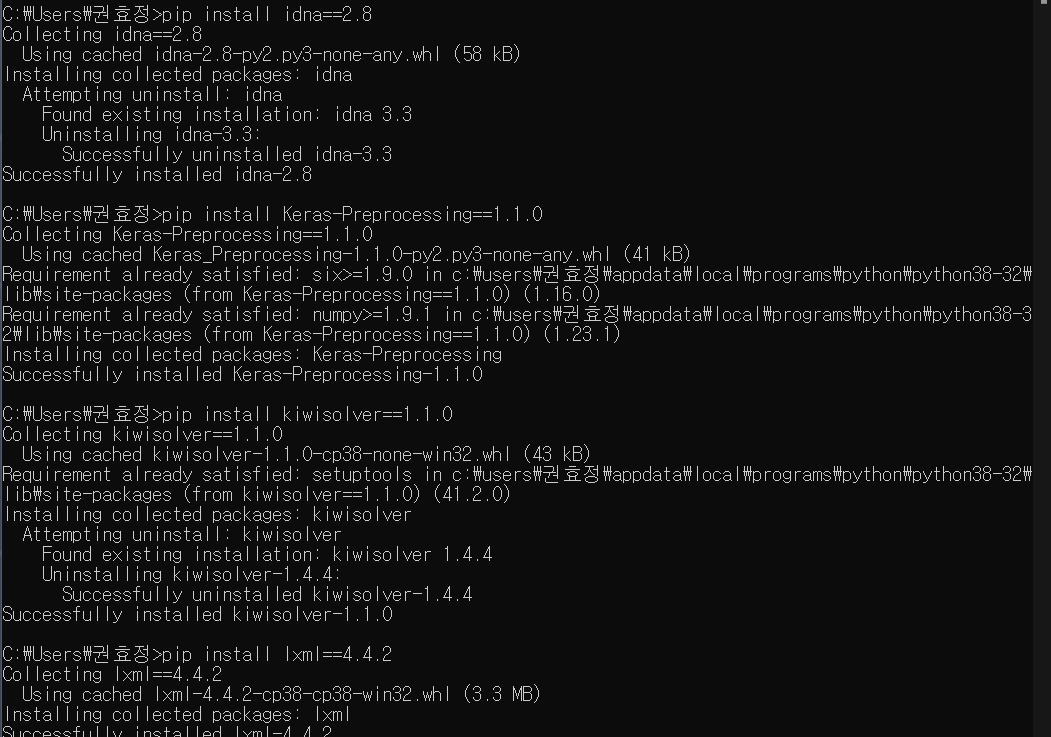 C:₩Users₩권효정>pip install idna==2.8
Collecting idna==2.8
  Using cached idna-2.8-py2.py3-none-any.whl (58 kB)
Installing collected packages: idna
  Attempting uninstall: idna
    Found existing installation: idna 3.3
    Uninstalling idna-3.3:
      Successfully uninstalled idna-3.3
Successfully installed idna-2.8

C:₩Users₩권효정>pip install Keras-Preprocessing==1.1.0
Collecting Keras-Preprocessing==1.1.0
  Using cached Keras_Preprocessing-1.1.0-py2.py3-none-any.whl (41 kB)
Requirement already satisfied: six>=1.9.0 in c:₩users₩권효정₩appdata₩local₩programs₩python₩python38-32₩
lib₩site-packages (from Keras-Preprocessing==1.1.0) (1.16.0)
Requirement already satisfied: numpy>=1.9.1 in c:₩users₩권효정₩appdata₩local₩programs₩python₩python38-3
2₩lib₩site-packages (from Keras-Preprocessing==1.1.0) (1.23.1)
Installing collected packages: Keras-Preprocessing
Successfully installed Keras-Preprocessing-1.1.0

C:₩Users₩권효정>pip install kiwisolver==1.1.0
Collecting kiwisolver==1.1.0
  Using cached kiwisolver-1.1.0-cp38-none-win32.whl (43 kB)
Requirement already satisfied: setuptools in c:₩users₩권효정₩appdata₩local₩programs₩python₩python38-32₩
lib₩site-packages (from kiwisolver==1.1.0) (41.2.0)
Installing collected packages: kiwisolver
  Attempting uninstall: kiwisolver
    Found existing installation: kiwisolver 1.4.4
    Uninstalling kiwisolver-1.4.4:
      Successfully uninstalled kiwisolver-1.4.4
Successfully installed kiwisolver-1.1.0

C:₩Users₩권효정>pip install lxml==4.4.2
Collecting lxml==4.4.2
  Using cached lxml-4.4.2-cp38-cp38-win32.whl (3.3 MB)
Installing collected packages: lxml
Successfully installed lxml-4.4.2